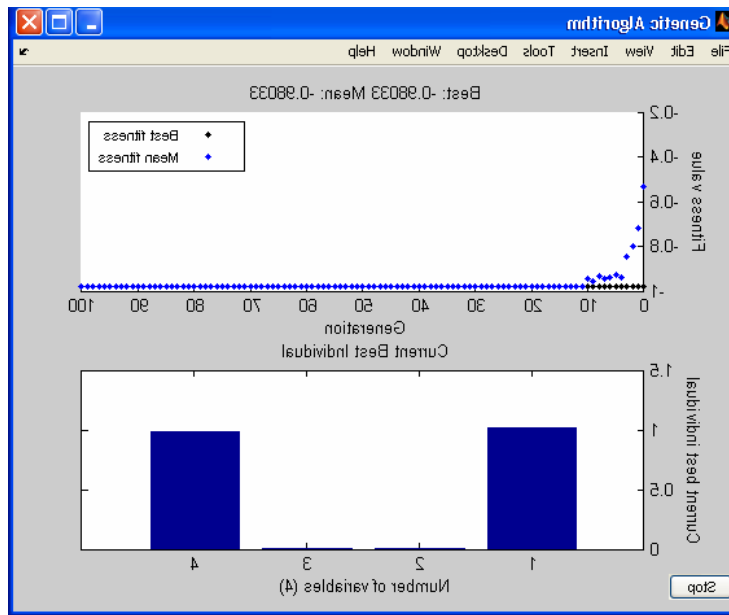 Genetic Algorithm
File Edit View Insert Tools Desktop Window Help
Best: -0.98033 Mean: -0.98033
Best fitness
Mean fitness
Fitness value
-0.2
-0.4
-0.6
-0.8
-1
0 10 20 30 40 50 60 70 80 90 100
Generation
Current Best Individual
Current best individual
1.5
1
0.5
0
1 2 3 4
Number of variables (4)
Stop